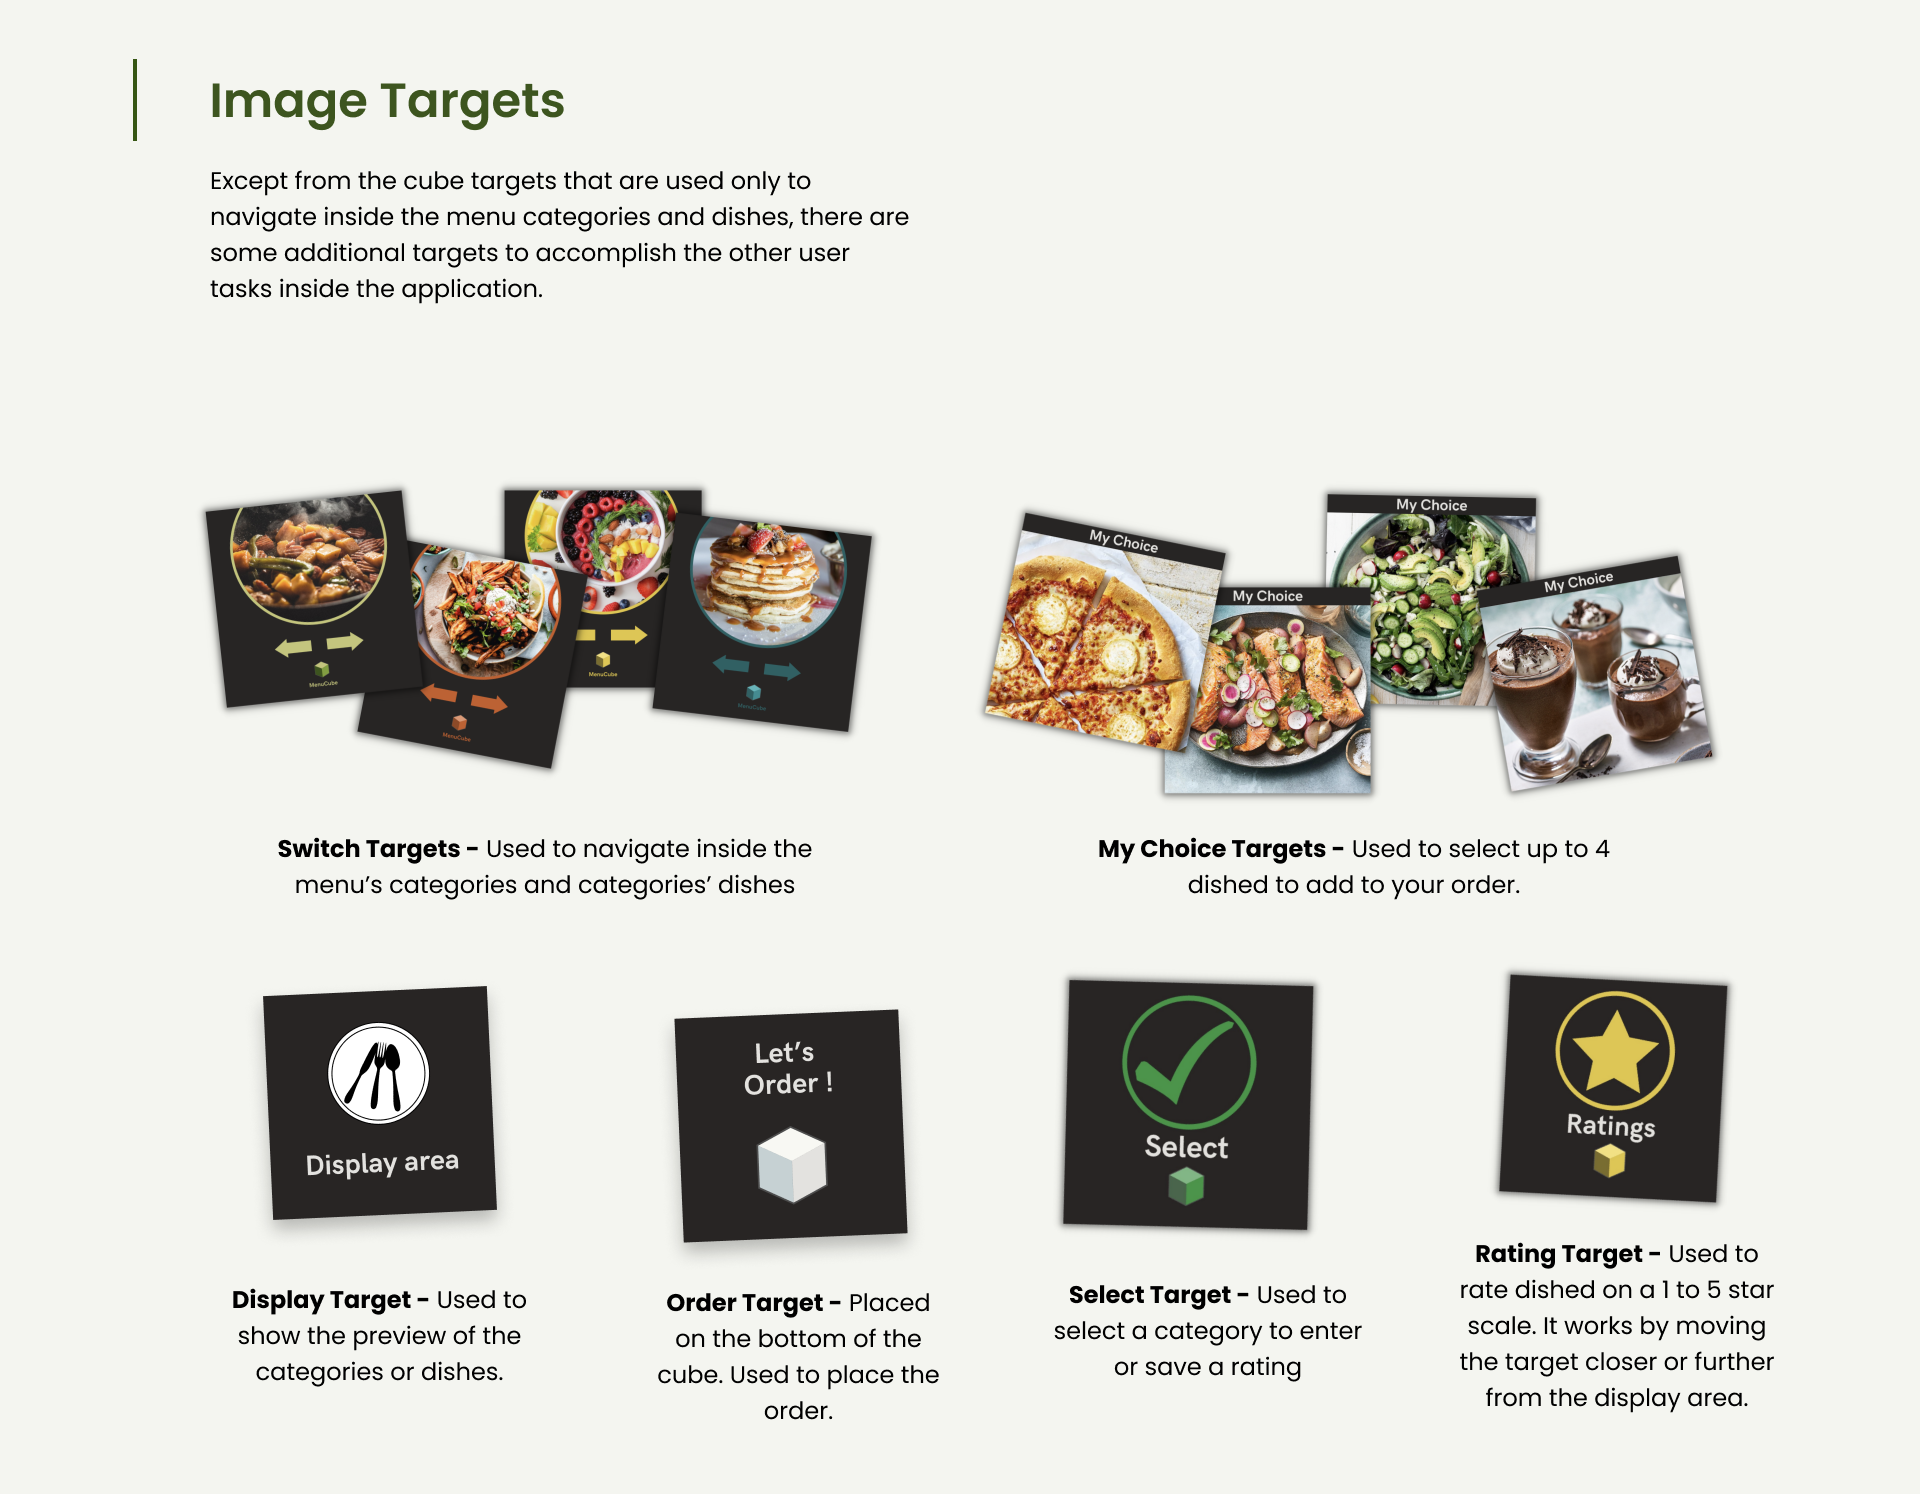 Image Targets
Except from the cube targets that are used only to
navigate inside the menu categories and dishes, there are
some additional targets to accomplish the other user
tasks inside the application.
MenuCube
MenuCube
MenuCube
MenuCube
My Choice
My Choice
My Choice
My Choice
Switch Targets - Used to navigate inside the
menu's categories and categories' dishes
My Choice Targets - Used to select up to 4
dished to add to your order.
Display area
Let's
Order !
Select
Ratings
Display Target - Used to
show the preview of the
categories or dishes.
Order Target - Placed
on the bottom of the
cube. Used to place the
order.
Select Target - Used to
select a category to enter
or save a rating
Rating Target - Used to
rate dished on a 1 to 5 star
scale. It works by moving
the target closer or further
from the display area.